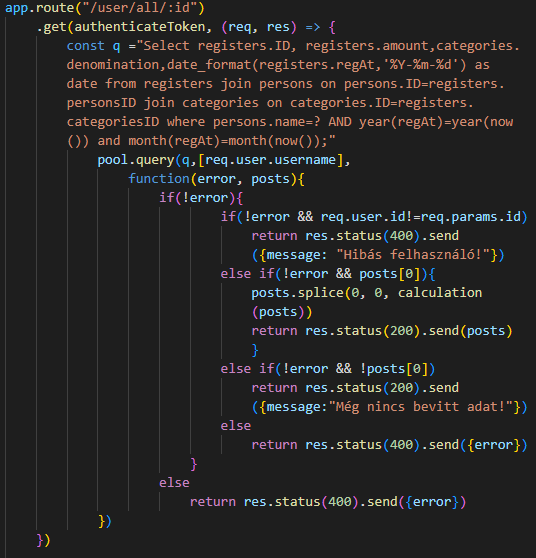 app.route("/user/all/:id")
.get(authenticateToken, (req, res) => {
const q ="Select registers.ID, registers.amount,categories.
denomination,date_format(registers.regAt,'%Y-%m-%d') as
date from registers join persons on persons.ID=registers.
personsID join categories on categories.ID=registers.
categoriesID where persons.name=? AND year(regAt)=year(now
()) and month(regAt)=month(now());"
pool.query(q,[req.user.username],
function(error, posts){
if(!error){
if(!error && req.user.id!=req.params.id)
return res.status(400).send
({message: "Hibás felhasználó!"})
else if(!error && posts[0]){
posts.splice(0, 0, calculation
(posts))
return res.status(200).send(posts)
}
else if(!error && !posts[0])
return res.status(200).send
({message:"Még nincs bevitt adat!"})
else
return res.status(400).send({error})
}
else
return res.status(400).send({error})
})
})